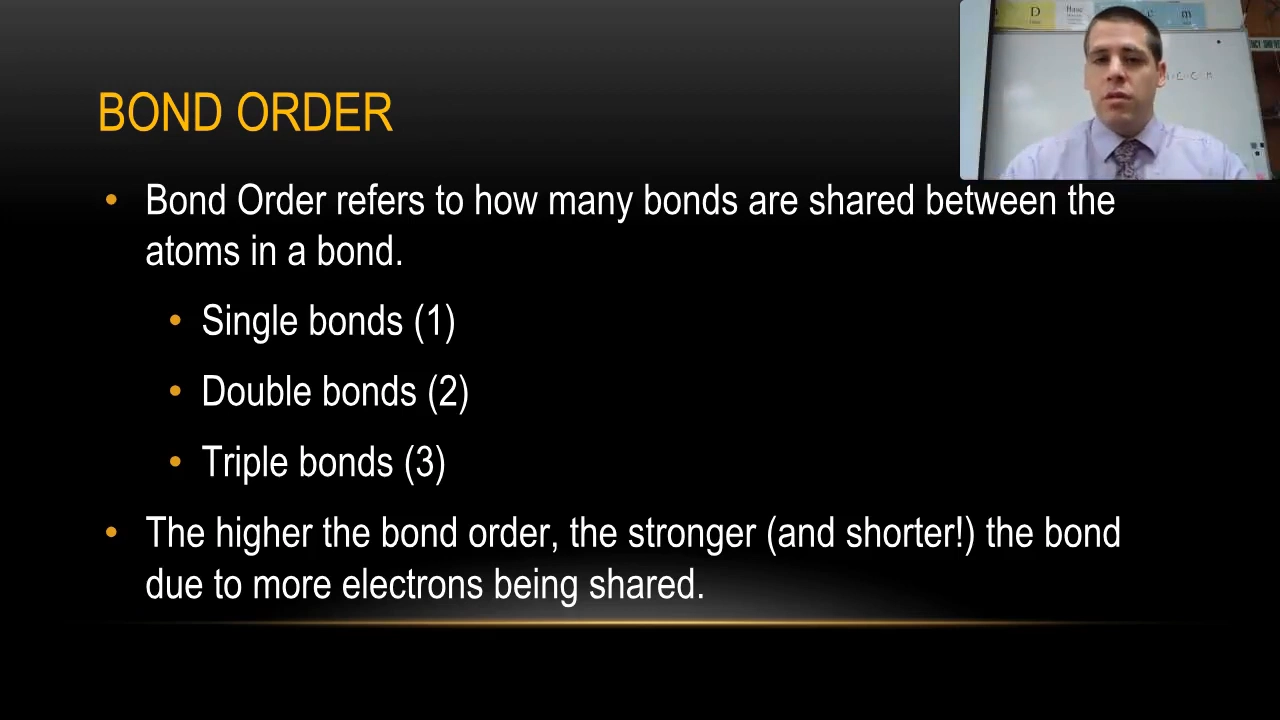 D
Have
m
BOND ORDER
• Bond Order refers to how many bonds are shared between the
atoms in a bond.
• Single bonds (1)
• Double bonds (2)
• Triple bonds (3)
• The higher the bond order, the stronger (and shorter!) the bond
due to more electrons being shared.